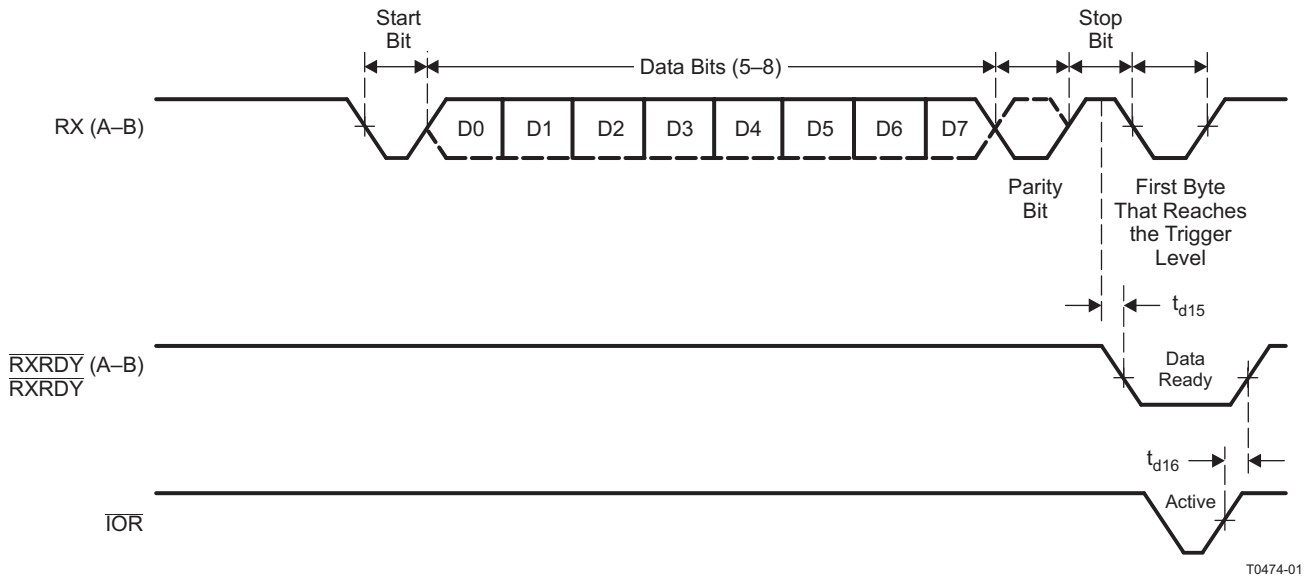 Start
Bit
Stop
Bit
Data Bits (5–8)
RX (A–B)
D0 D1 D2 D3 D4 D5 D6 D7
Parity
Bit
First Byte
That Reaches
the Trigger
Level
td15
RXRDY (A–B)
RXRDY
Data
Ready
td16
IOR
Active
T0474-01